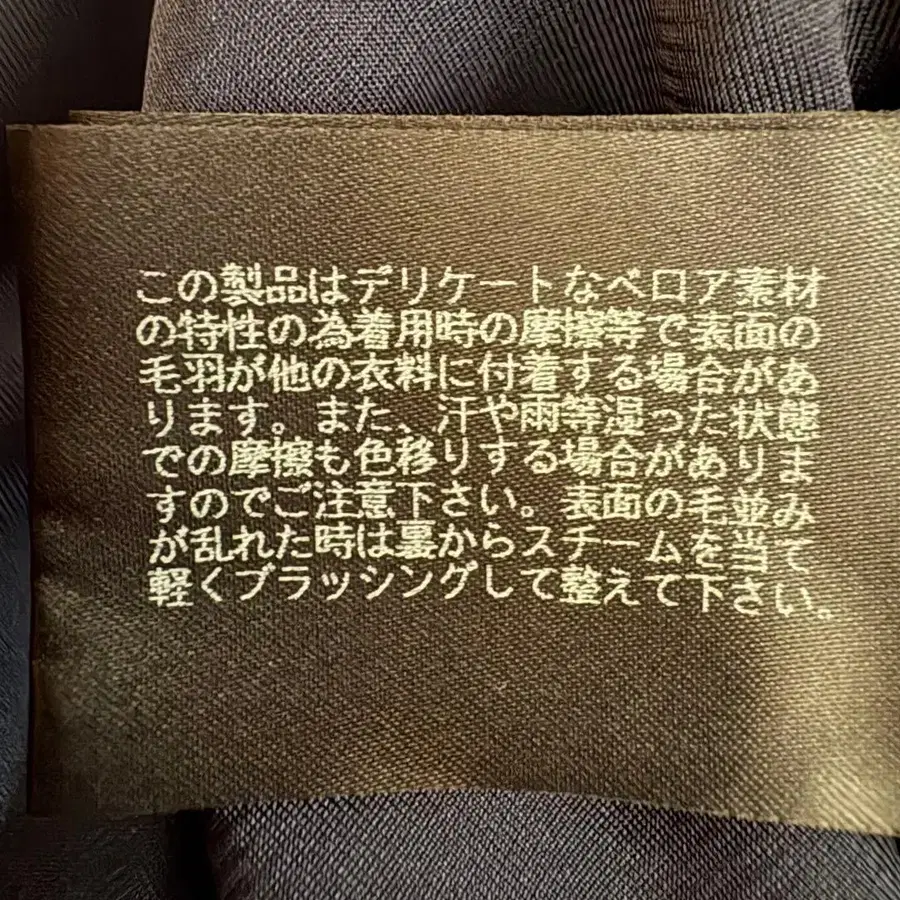 この製品はデリケートなベロア素材
の特性の為着用時の摩擦等で表面の
毛羽が他の衣料に付着する場合があ
ります。また、汗や雨等湿った状態
での摩擦も色移りする場合がありま
すのでご注意下さい。表面の毛並み
が乱れた時は裏からスチームを当て
軽くブラッシングして整えて下さい。